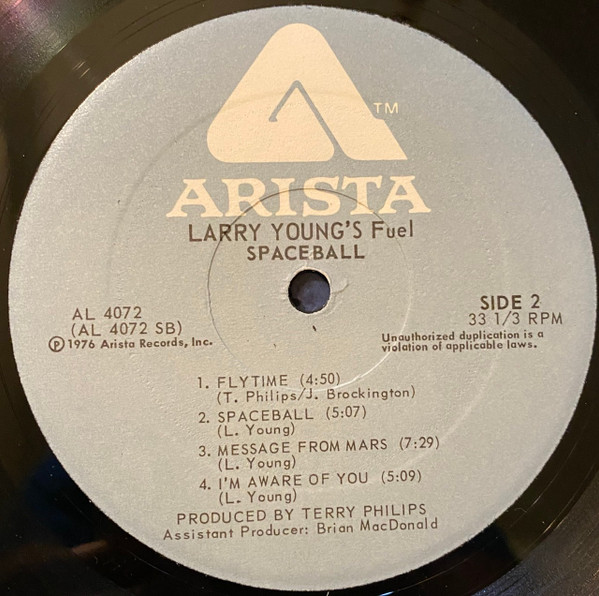 TM
ARISTA
LARRY YOUNG'S Fuel
SPACEBALL
AL 4072
(AL 4072 SB)
Ⓟ1976 Arista Records, Inc.
SIDE 2
33 1/3 RPM
Unauthorized duplication is a
violation of applicable laws.
1. FLYTIME (4:50)
(T. Philips/J. Brockington)
2. SPACEBALL (5:07)
(L. Young)
3. MESSAGE FROM MARS (7:29)
(L. Young)
4. I'M AWARE OF YOU (5:09)
(L. Young)
PRODUCED BY TERRY PHILIPS
Assistant Producer: Brian MacDonald